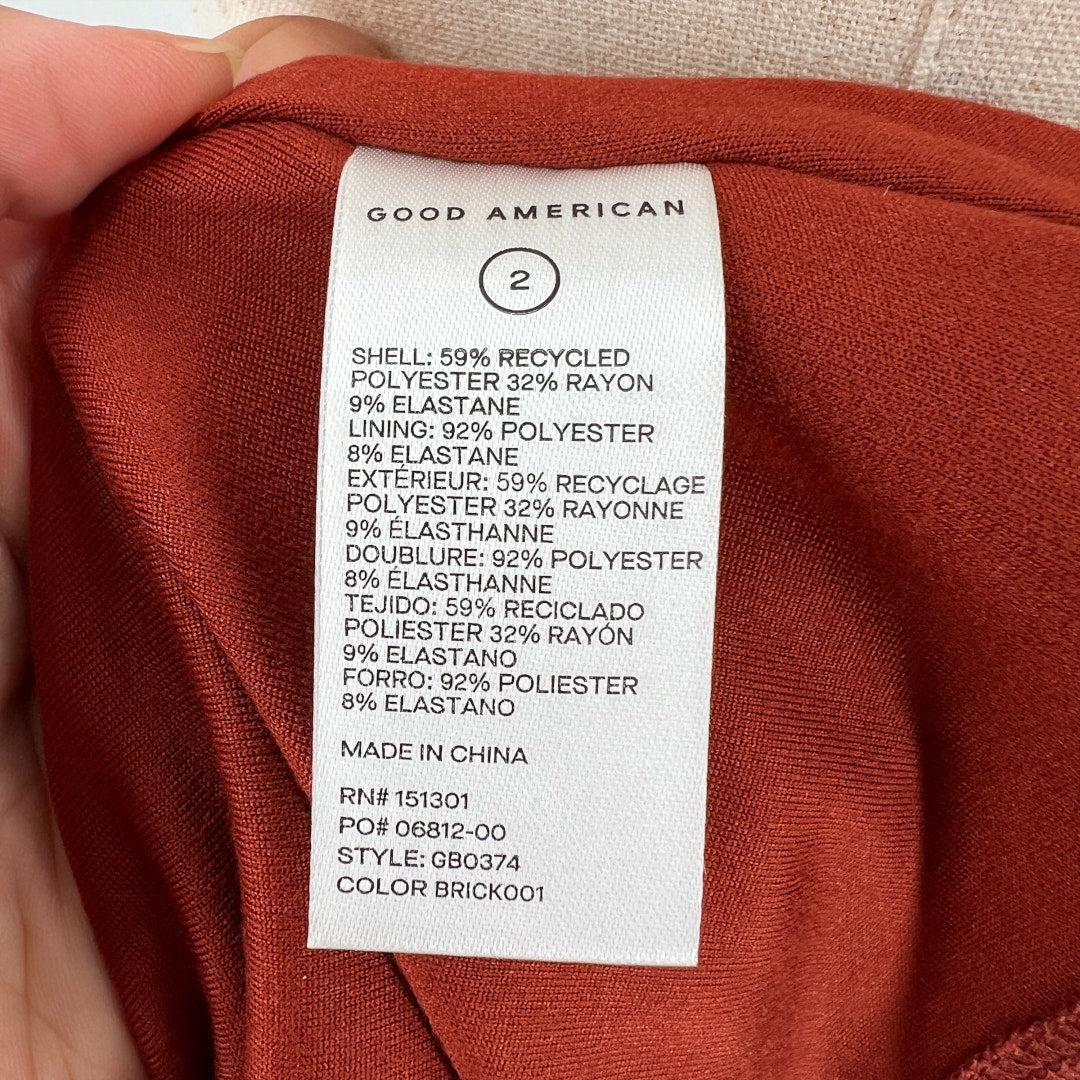 GOOD AMERICAN
2
SHELL: 59% RECYCLED
POLYESTER 32% RAYON
9% ELASTANE
LINING: 92% POLYESTER
8% ELASTANE
EXTÉRIEUR: 59% RECYCLAGE
POLYESTER 32% RAYONNE
9% ÉLASTHANNE
DOUBLURE: 92% POLYESTER
8% ÉLASTHANNE
TEJIDO: 59% RECICLADO
POLIESTER 32% RAYÓN
9% ELASTANO
FORRO: 92% POLIESTER
8% ELASTANO
MADE IN CHINA
RN# 151301
PO# 06812-00
STYLE: GB0374
COLOR BRICK001